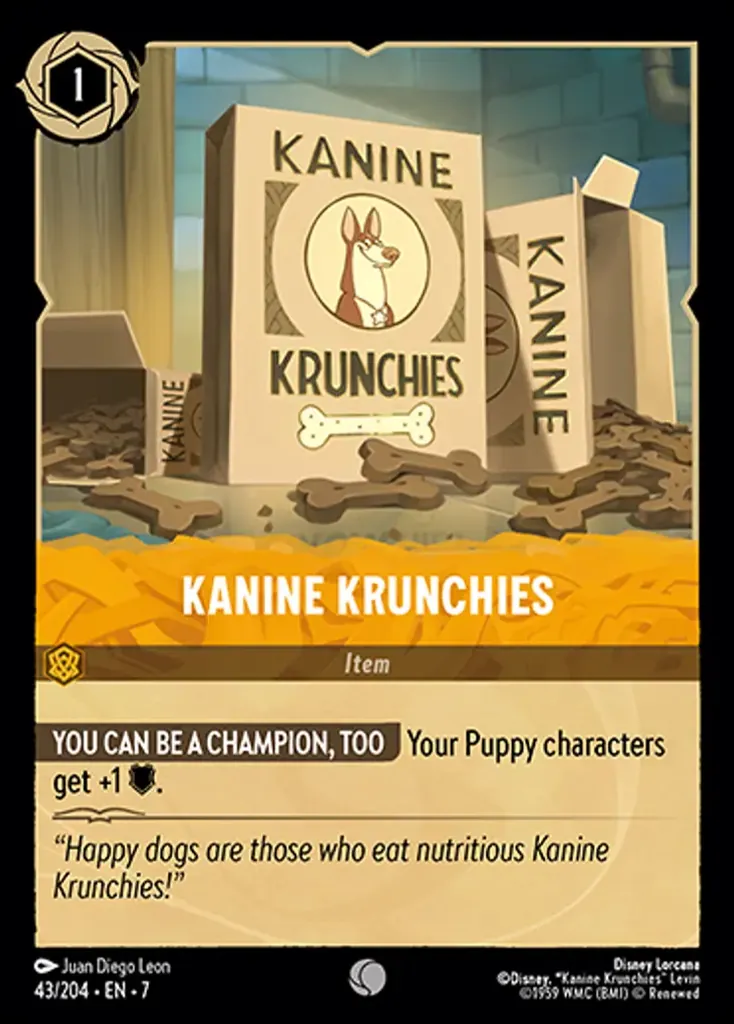 1
KANINE
KRUNCHIES
KANINE
KANINE
KANINE KRUNCHIES
Item
YOU CAN BE A CHAMPION, TOO Your Puppy characters
get +1 .
“Happy dogs are those who eat nutritious Kanine
Krunchies!”
Juan Diego Leon
43/204 • EN • 7
Disney Lorcana
©Disney. "Kanine Krunchies" Levin
©1959 WMC (BMI) © Renewed